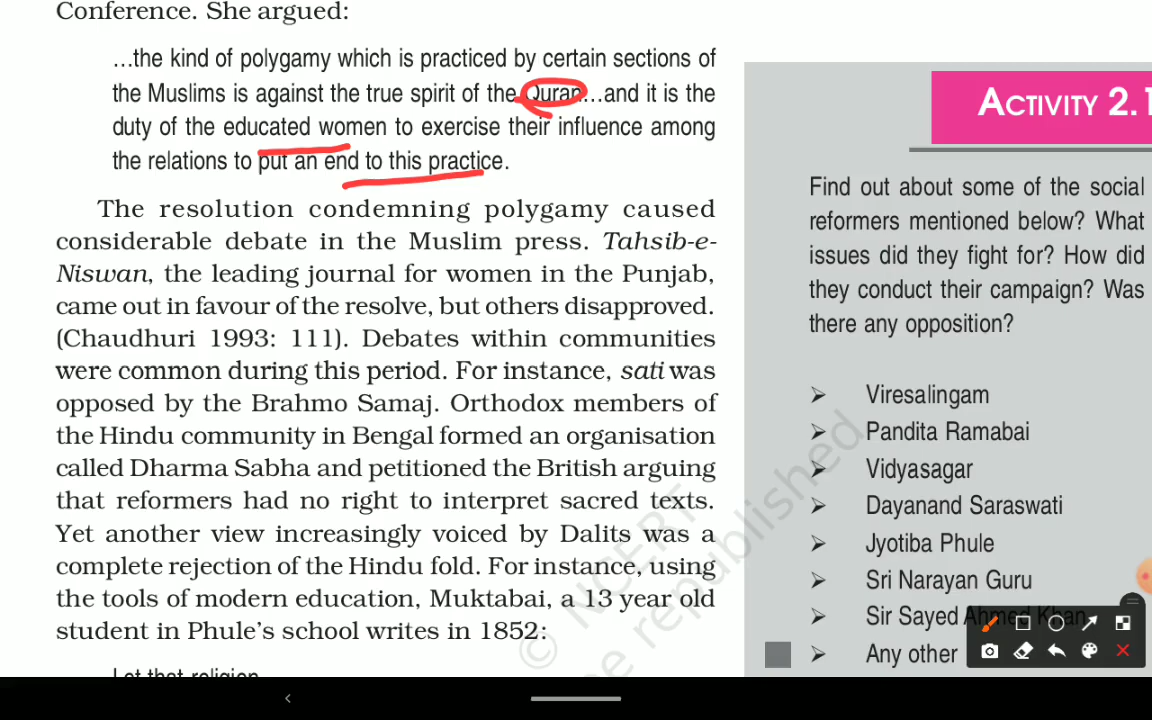 Conference. She argued:
…the kind of polygamy which is practiced by certain sections of
the Muslims is against the true spirit of the Quran…and it is the
duty of the educated women to exercise their influence among
the relations to put an end to this practice.
The resolution condemning polygamy caused
considerable debate in the Muslim press. Tahsib-e-
Niswan, the leading journal for women in the Punjab,
came out in favour of the resolve, but others disapproved.
(Chaudhuri 1993: 111). Debates within communities
were common during this period. For instance, sati was
opposed by the Brahmo Samaj. Orthodox members of
the Hindu community in Bengal formed an organisation
called Dharma Sabha and petitioned the British arguing
that reformers had no right to interpret sacred texts.
Yet another view increasingly voiced by Dalits was a
complete rejection of the Hindu fold. For instance, using
the tools of modern education, Muktabai, a 13 year old
student in Phule's school writes in 1852:
Let that religion
ACTIVITY 2.1
Find out about some of the social
reformers mentioned below? What
issues did they fight for? How did
they conduct their campaign? Was
there any opposition?
➢ Viresalingam
➢ Pandita Ramabai
➢ Vidyasagar
➢ Dayanand Saraswati
➢ Jyotiba Phule
➢ Sri Narayan Guru
➢ Sir Sayed Ahmed Khan
➢ Any other
© NCERT
be republished